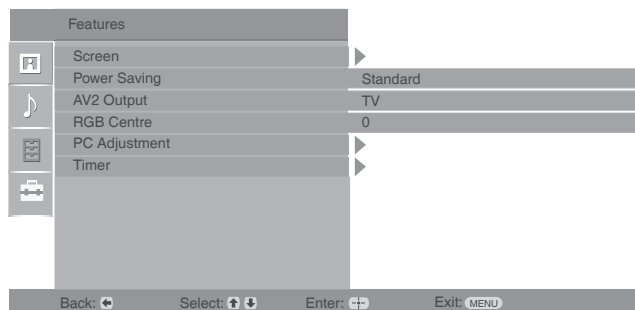 Features
Screen
Power Saving Standard
AV2 Output TV
RGB Centre 0
PC Adjustment
Timer
Back: Select: Enter: Exit: MENU